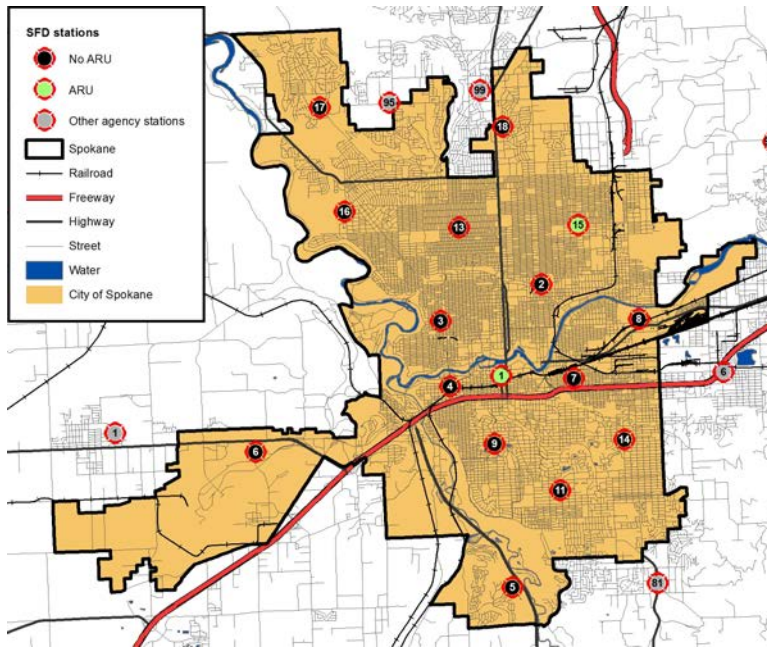 SFD stations
No ARU
ARU
Other agency stations
Spokane
Railroad
Freeway
Highway
Street
Water
City of Spokane
99
95
17
18
16
15
13
2
3
8
1
6
7
4
1
14
9
6
11
81
5